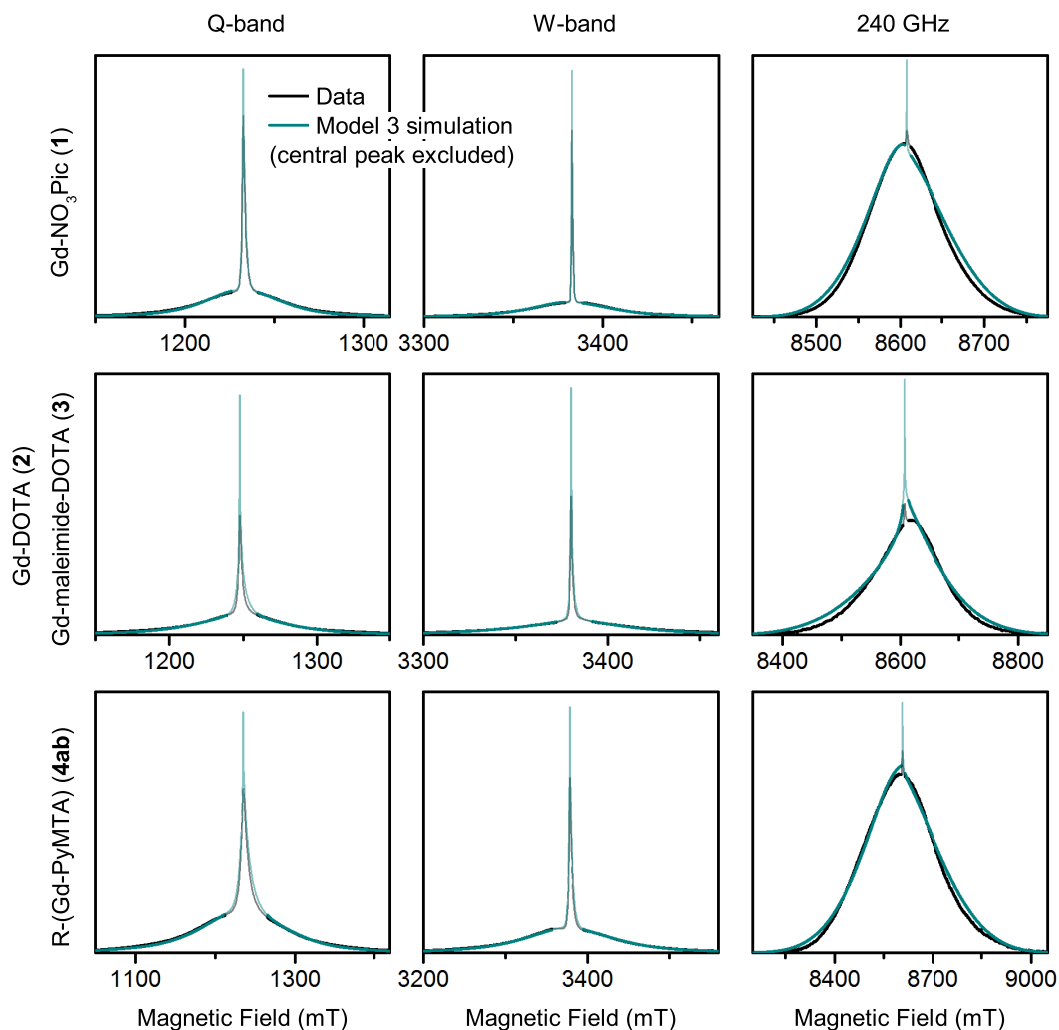 Q-band
W-band
240 GHz
Data
Model 3 simulation
(central peak excluded)
Gd-NO3Pic (1)
1200
1300
3300
3400
8500
8600
8700
Gd-DOTA (2)
Gd-maleimide-DOTA (3)
1200
1300
3300
3400
8400
8600
8800
R-(Gd-PyMTA) (4ab)
1100
1300
3200
3400
8400
8700
9000
Magnetic Field (mT)
Magnetic Field (mT)
Magnetic Field (mT)